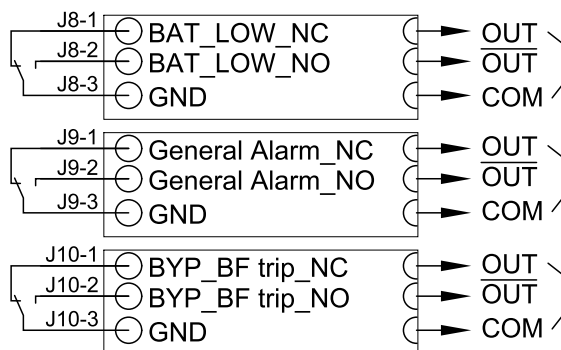 J8-1 BAT_LOW_NC OUT
J8-2 BAT_LOW_NO OUT
J8-3 GND COM
J9-1 General Alarm_NC OUT
J9-2 General Alarm_NO OUT
J9-3 GND COM
J10-1 BYP_BF trip_NC OUT
J10-2 BYP_BF trip_NO OUT
J10-3 GND COM